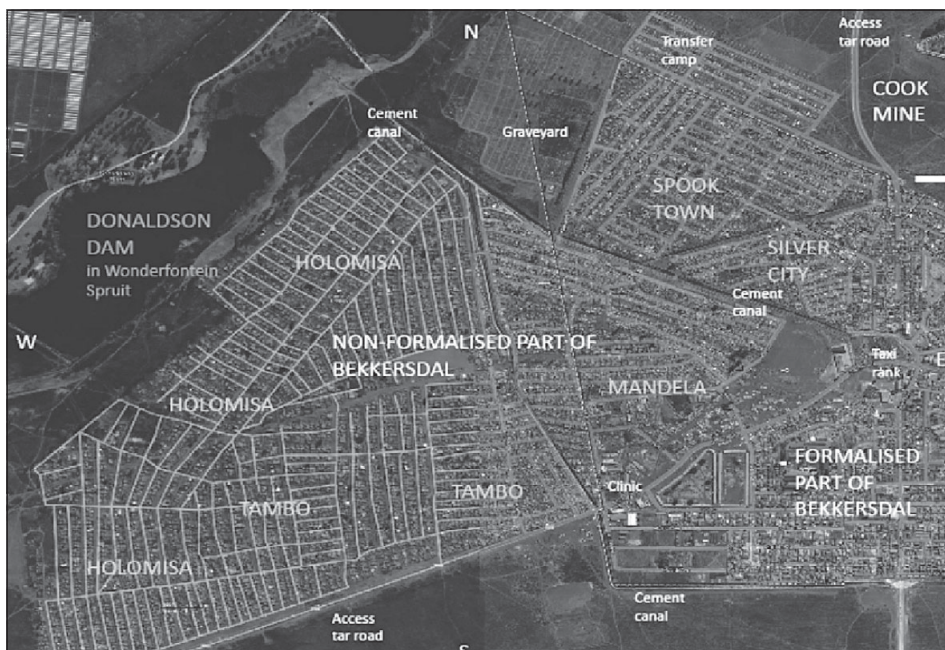 N
Access
tar road
Transfer
camp
COOK
MINE
Cement
canal
Graveyard
SPOOK
TOWN
DONALDSON
DAM
in Wonderfontein
Spruit
HOLOMISA
SILVER
CITY
Cement
canal
W
NON-FORMALISED PART OF
BEKKERSDAL
Taxi
rank
E
MANDELA
HOLOMISA
FORMALISED
PART OF
BEKKERSDAL
Clinic
TAMBO
TAMBO
HOLOMISA
Cement
canal
Access
tar road
S